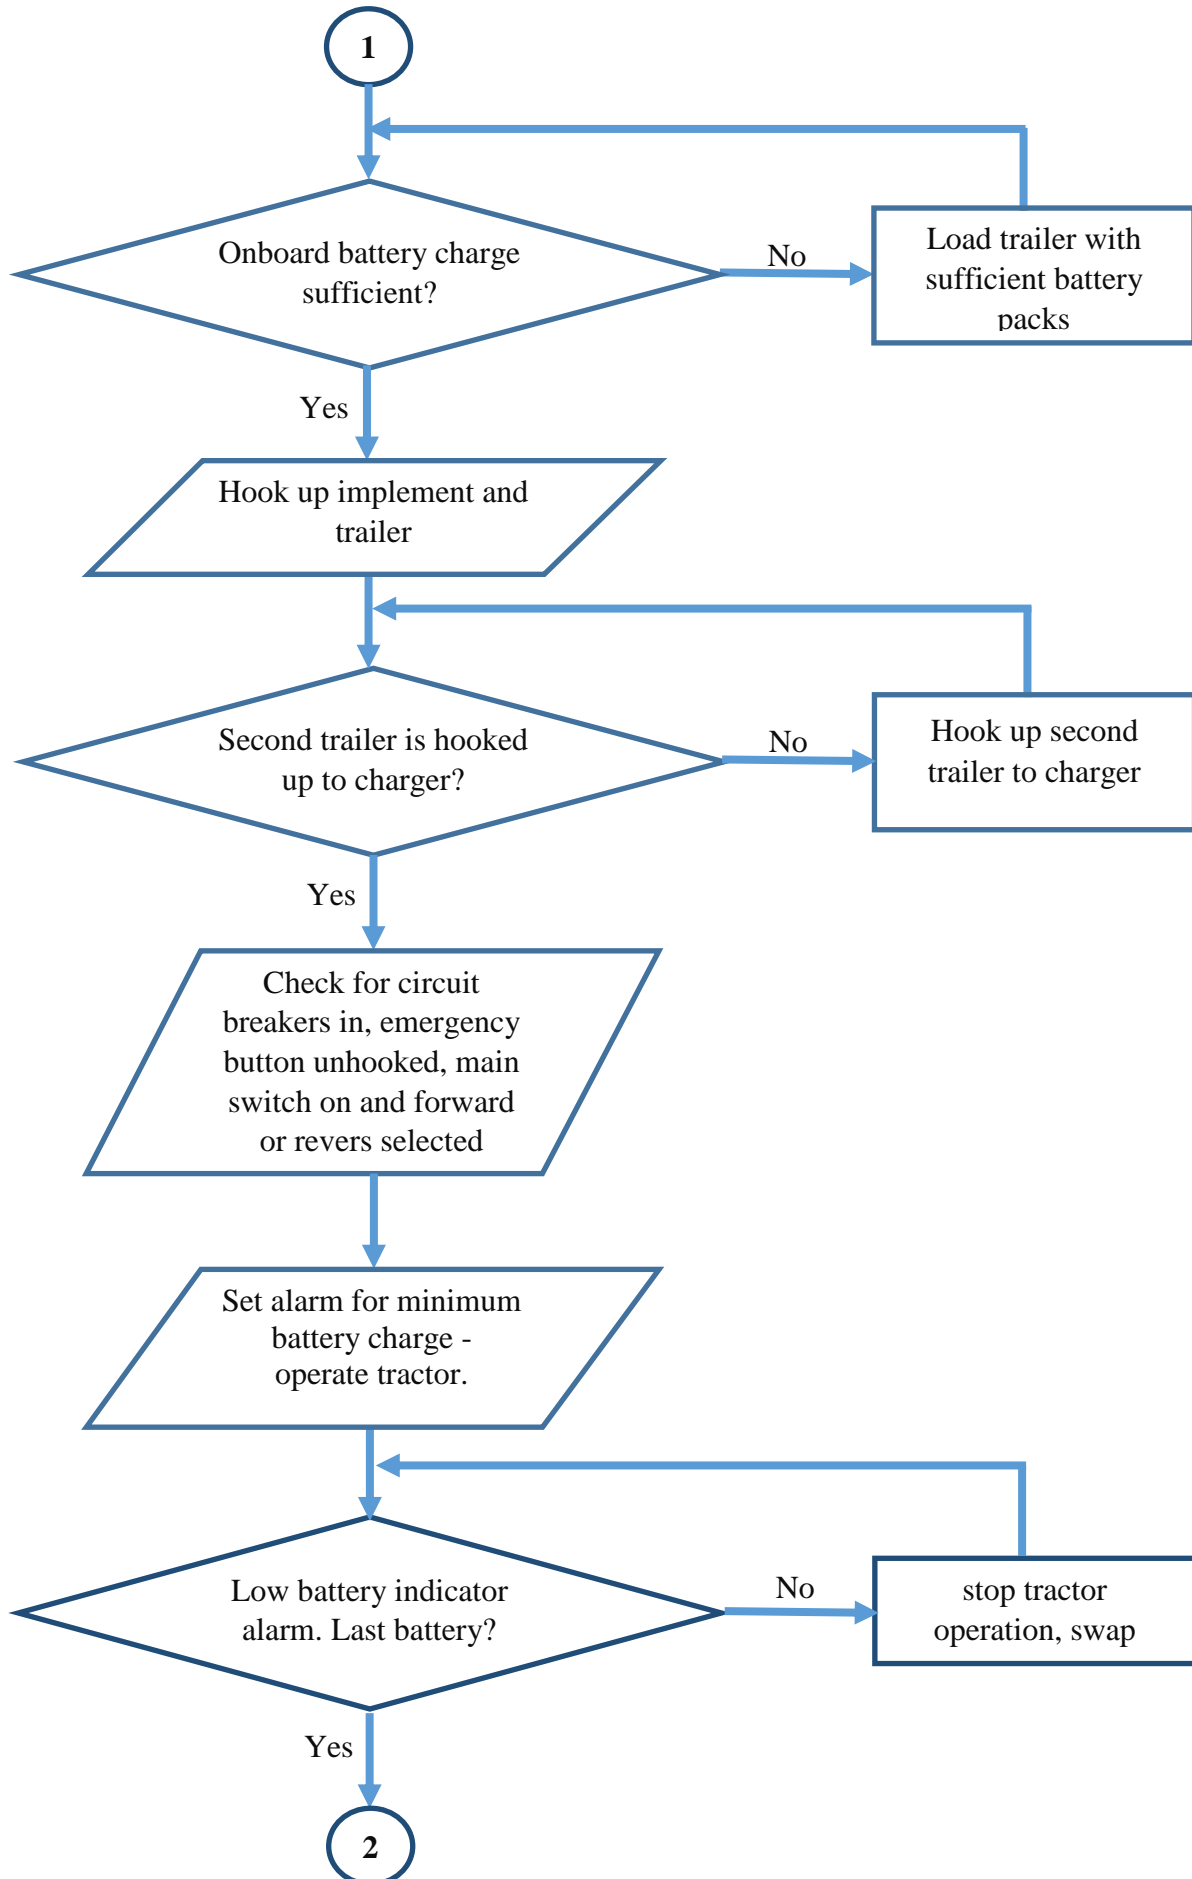 1
Onboard battery charge
sufficient?
No
Load trailer with
sufficient battery
packs
Yes
Hook up implement and
trailer
Second trailer is hooked
up to charger?
No
Hook up second
trailer to charger
Yes
Check for circuit
breakers in, emergency
button unhooked, main
switch on and forward
or revers selected
Set alarm for minimum
battery charge -
operate tractor.
Low battery indicator
alarm. Last battery?
No
stop tractor
operation, swap
Yes
2